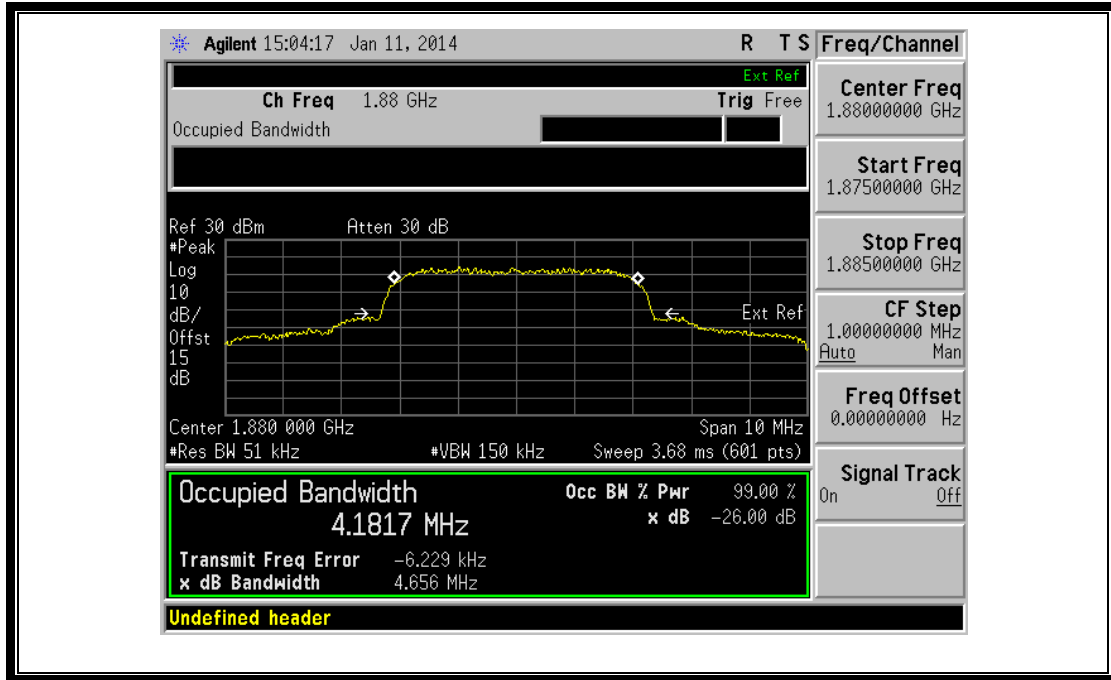 Agilent 15:04:17 Jan 11, 2014 R T S Freq/Channel
Ext Ref
Ch Freq 1.88 GHz Trig Free
Occupied Bandwidth
Center Freq
1.88000000 GHz
Start Freq
1.87500000 GHz
Stop Freq
1.88500000 GHz
CF Step
1.00000000 MHz
Auto Man
Freq Offset
0.00000000 Hz
Signal Track
On Off
Ref 30 dBm Atten 30 dB
#Peak
Log
10
dB/
Offst
15
dB
Ext Ref
Center 1.880 000 GHz Span 10 MHz
#Res BW 51 kHz #VBW 150 kHz Sweep 3.68 ms (601 pts)
Occupied Bandwidth Occ BW % Pwr 99.00 %
4.1817 MHz x dB -26.00 dB
Transmit Freq Error -6.229 kHz
x dB Bandwidth 4.656 MHz
Undefined header